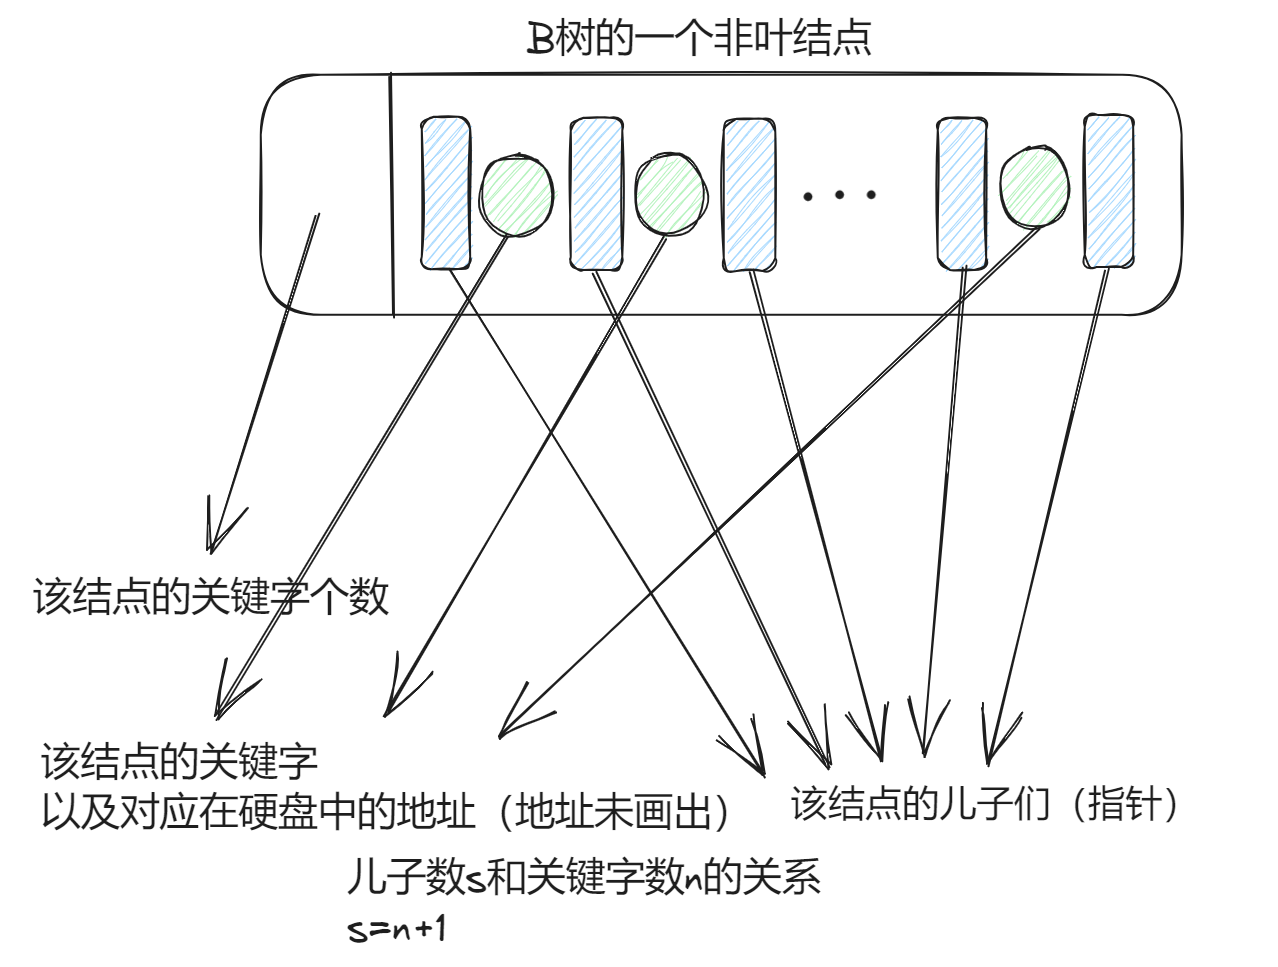 B树的一个非叶结点
该结点的关键字个数
该结点的关键字
以及对应在硬盘中的地址（地址未画出）
该结点的儿子们（指针）
儿子数s和关键字数n的关系
s=n+1